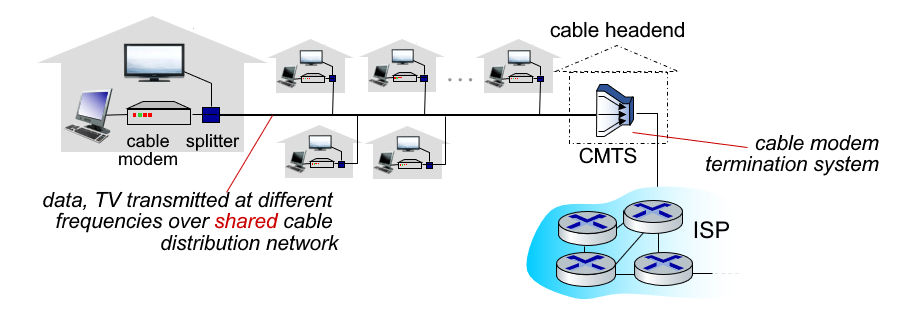 cable headend
cable
modem
splitter
CMTS
cable modem
termination system
data, TV transmitted at different
frequencies over shared cable
distribution network
ISP